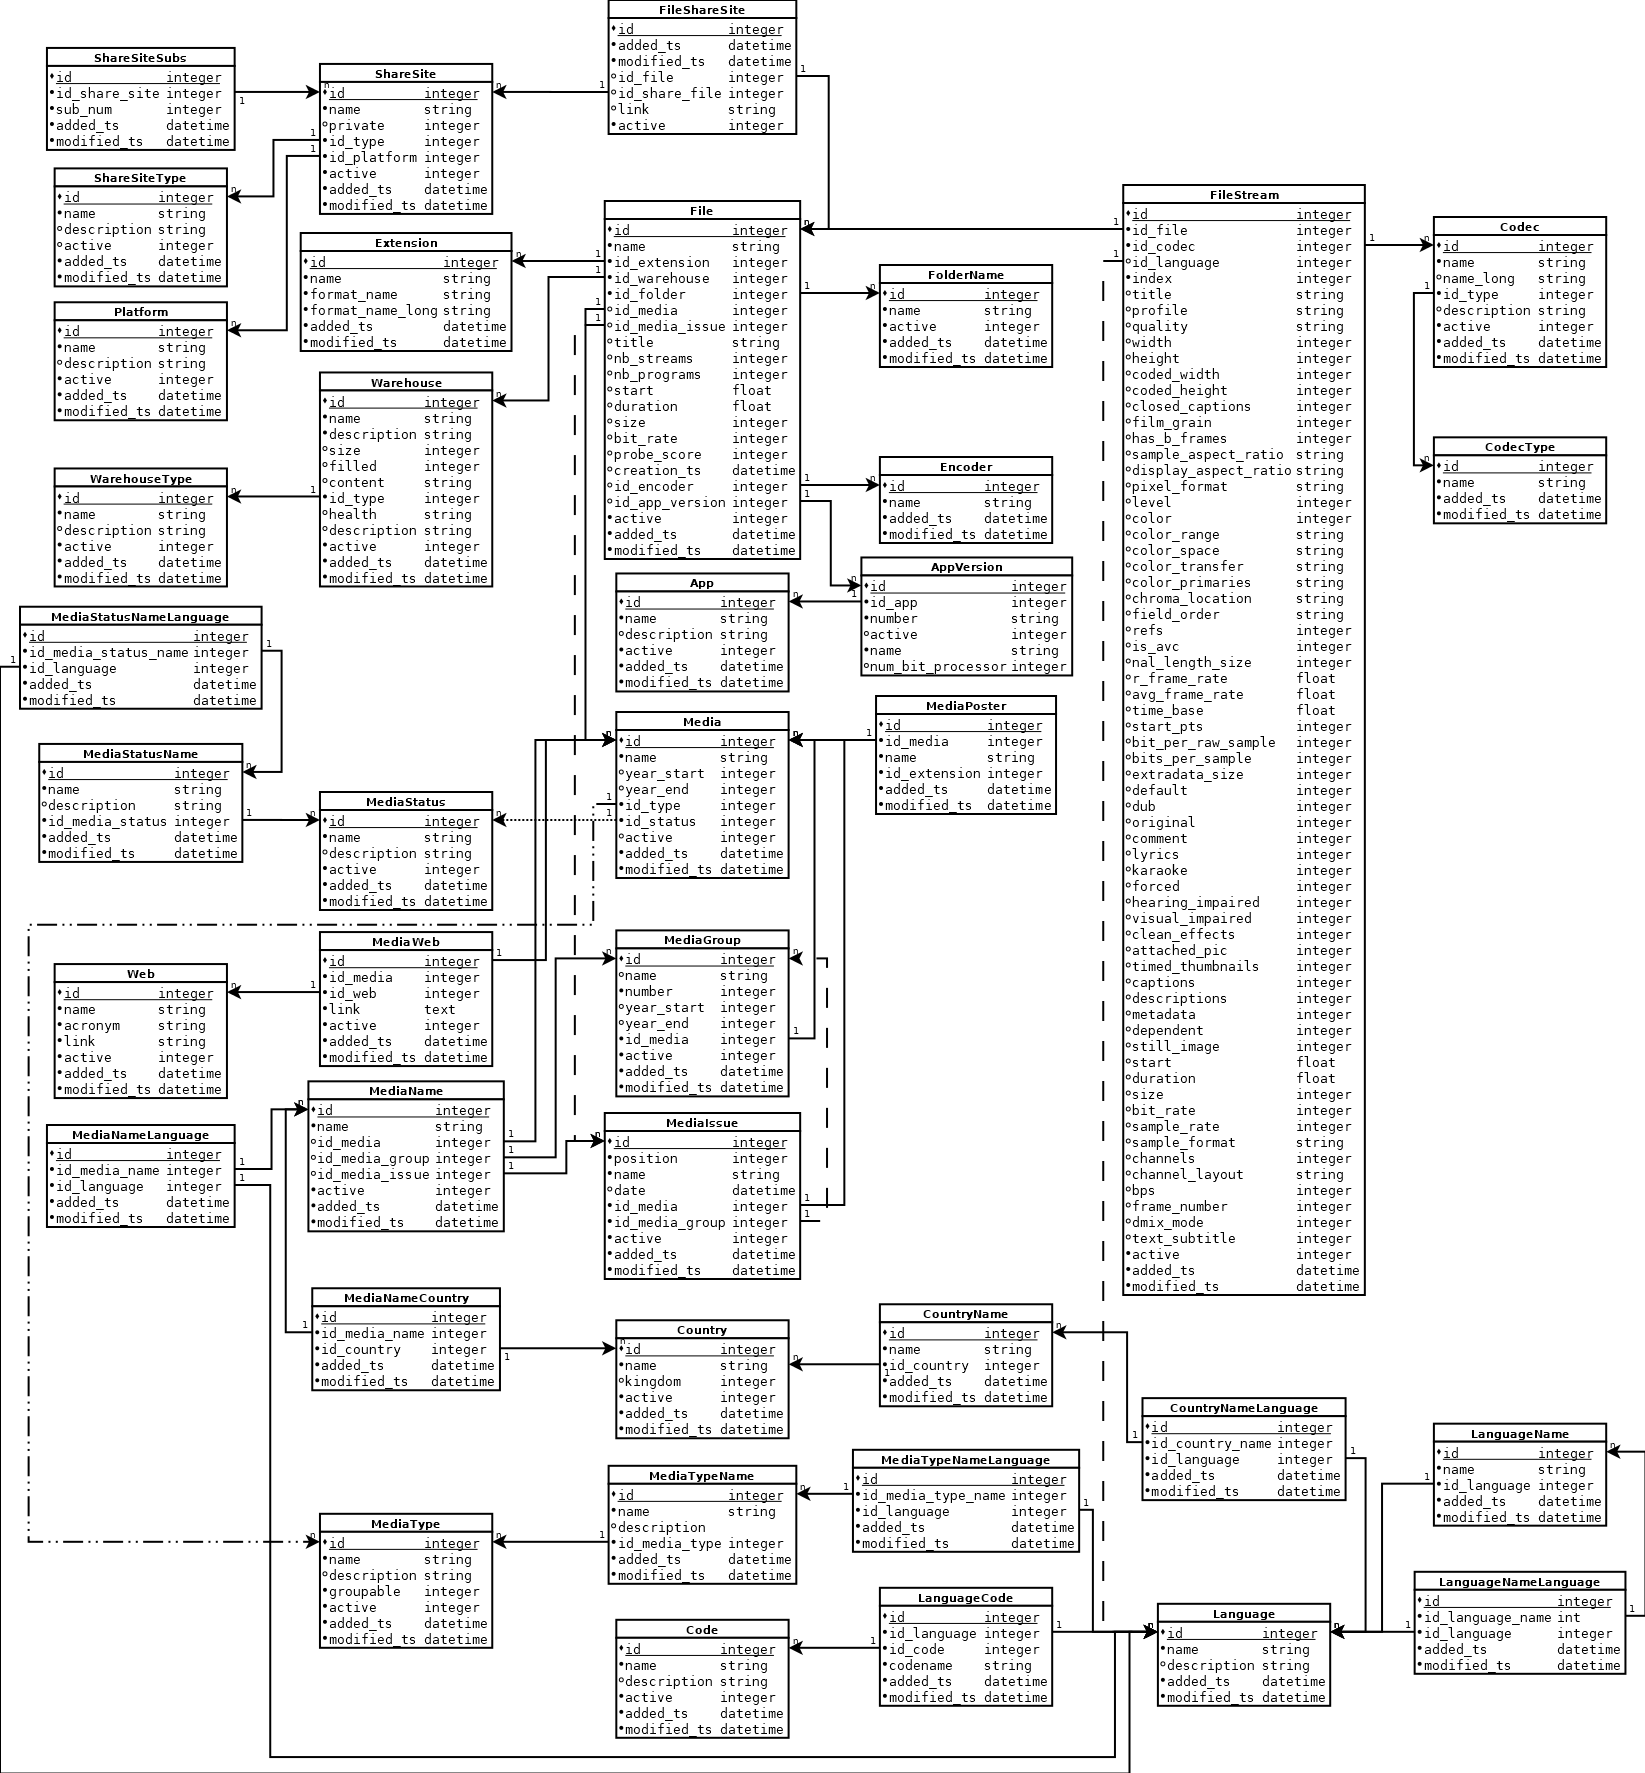 FileShareSite
id integer
added_ts datetime
modified_ts datetime
id_file integer
id_share_file integer
link string
active integer
ShareSiteSubs
id integer
id_share_site integer
sub_num integer
added_ts datetime
modified_ts datetime
ShareSite
id integer
name string
private integer
id_type integer
id_platform integer
active integer
added_ts datetime
modified_ts datetime
ShareSiteType
id integer
name string
description string
active integer
added_ts datetime
modified_ts datetime
File
id integer
name string
id_extension integer
id_warehouse integer
id_folder integer
id_media integer
id_media_issue integer
title string
nb_streams integer
nb_programs integer
start float
duration float
size integer
bit_rate integer
probe_score integer
creation_ts datetime
id_encoder integer
id_app_version integer
active integer
added_ts datetime
modified_ts datetime
FileStream
id integer
id_file integer
id_codec integer
id_language integer
index integer
title string
profile string
quality string
width integer
height integer
coded_width integer
coded_height integer
closed_captions integer
film_grain integer
has_b_frames integer
sample_aspect_ratio string
display_aspect_ratio string
pixel_format string
level integer
color integer
color_range string
color_space string
color_transfer string
color_primaries string
chroma_location string
field_order string
refs integer
is_avc integer
nal_length_size integer
r_frame_rate float
avg_frame_rate float
time_base float
start_pts integer
bit_per_raw_sample integer
bits_per_sample integer
extradata_size integer
default integer
dub integer
original integer
comment integer
lyrics integer
karaoke integer
forced integer
hearing_impaired integer
visual_impaired integer
clean_effects integer
attached_pic integer
timed_thumbnails integer
captions integer
descriptions integer
metadata integer
dependent integer
still_image integer
start float
duration float
size integer
bit_rate integer
sample_rate integer
sample_format string
channels integer
channel_layout string
bps integer
frame_number integer
dmix_mode integer
text_subtitle integer
active integer
added_ts datetime
modified_ts datetime
Codec
id integer
name string
name_long string
id_type integer
description string
active integer
added_ts datetime
modified_ts datetime
Extension
id integer
name string
format_name string
format_name_long string
added_ts datetime
modified_ts datetime
FolderName
id integer
name string
active integer
added_ts datetime
modified_ts datetime
Platform
id integer
name string
description string
active integer
added_ts datetime
modified_ts datetime
Warehouse
id integer
name string
description string
size integer
filled integer
content string
id_type integer
health string
description string
active integer
added_ts datetime
modified_ts datetime
CodecType
id integer
name string
added_ts datetime
modified_ts datetime
Encoder
id integer
name string
added_ts datetime
modified_ts datetime
WarehouseType
id integer
name string
description string
active integer
added_ts datetime
modified_ts datetime
AppVersion
id integer
id_app integer
number string
active integer
name string
num_bit_processor integer
App
id integer
name string
description string
active integer
added_ts datetime
modified_ts datetime
MediaStatusNameLanguage
id integer
id_media_status_name integer
id_language integer
added_ts datetime
modified_ts datetime
MediaPoster
id integer
id_media integer
name string
id_extension integer
added_ts datetime
modified_ts datetime
Media
id integer
name string
year_start integer
year_end integer
id_type integer
id_status integer
active integer
added_ts datetime
modified_ts datetime
MediaStatusName
id integer
name string
description string
id_media_status integer
added_ts datetime
modified_ts datetime
MediaStatus
id integer
name string
description string
active integer
added_ts datetime
modified_ts datetime
MediaWeb
id integer
id_media integer
id_web integer
link text
active integer
added_ts datetime
modified_ts datetime
MediaGroup
id integer
name string
number integer
year_start integer
year_end integer
id_media integer
active integer
added_ts datetime
modified_ts datetime
Web
id integer
name string
acronym string
link string
active integer
added_ts datetime
modified_ts datetime
MediaName
id integer
name string
id_media integer
id_media_group integer
id_media_issue integer
active integer
added_ts datetime
modified_ts datetime
MediaIssue
id integer
position integer
name string
date datetime
id_media integer
id_media_group integer
active integer
added_ts datetime
modified_ts datetime
MediaNameLanguage
id integer
id_media_name integer
id_language integer
added_ts datetime
modified_ts datetime
MediaNameCountry
id integer
id_media_name integer
id_country integer
added_ts datetime
modified_ts datetime
Country
id integer
name string
kingdom integer
active integer
added_ts datetime
modified_ts datetime
CountryName
id integer
name string
id_country integer
added_ts datetime
modified_ts datetime
CountryNameLanguage
id integer
id_country_name integer
id_language integer
added_ts datetime
modified_ts datetime
LanguageName
id integer
name string
id_language integer
added_ts datetime
modified_ts datetime
MediaTypeName
id integer
name string
description
id_media_type integer
added_ts datetime
modified_ts datetime
MediaTypeNameLanguage
id integer
id_media_type_name integer
id_language integer
added_ts datetime
modified_ts datetime
MediaType
id integer
name string
description string
groupable integer
active integer
added_ts datetime
modified_ts datetime
LanguageCode
id integer
id_language integer
id_code integer
codename string
added_ts datetime
modified_ts datetime
Language
id integer
name string
description string
added_ts datetime
modified_ts datetime
LanguageNameLanguage
id integer
id_language_name int
id_language integer
added_ts datetime
modified_ts datetime
Code
id integer
name string
description string
active integer
added_ts datetime
modified_ts datetime